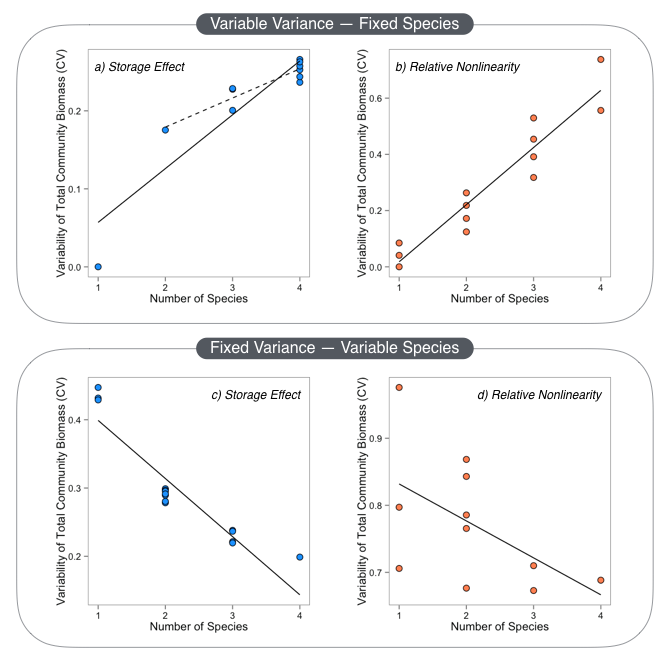 Variable Variance — Fixed Species
a) Storage Effect
Variability of Total Community Biomass (CV)
0.2
0.1
0.0
1 2 3 4
Number of Species
b) Relative Nonlinearity
Variability of Total Community Biomass (CV)
0.6
0.4
0.2
0.0
1 2 3 4
Number of Species
Fixed Variance — Variable Species
c) Storage Effect
Variability of Total Community Biomass (CV)
0.4
0.3
0.2
1 2 3 4
Number of Species
d) Relative Nonlinearity
Variability of Total Community Biomass (CV)
0.9
0.8
0.7
1 2 3 4
Number of Species